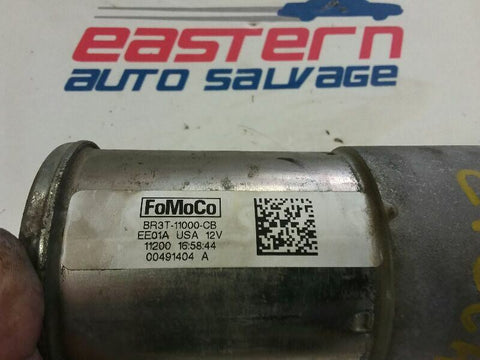 eastern
AUTO SALVAGE
FoMoCo
BR3T-11000-CB
EE01A USA 12V
11200 16:58:44
00491404 A